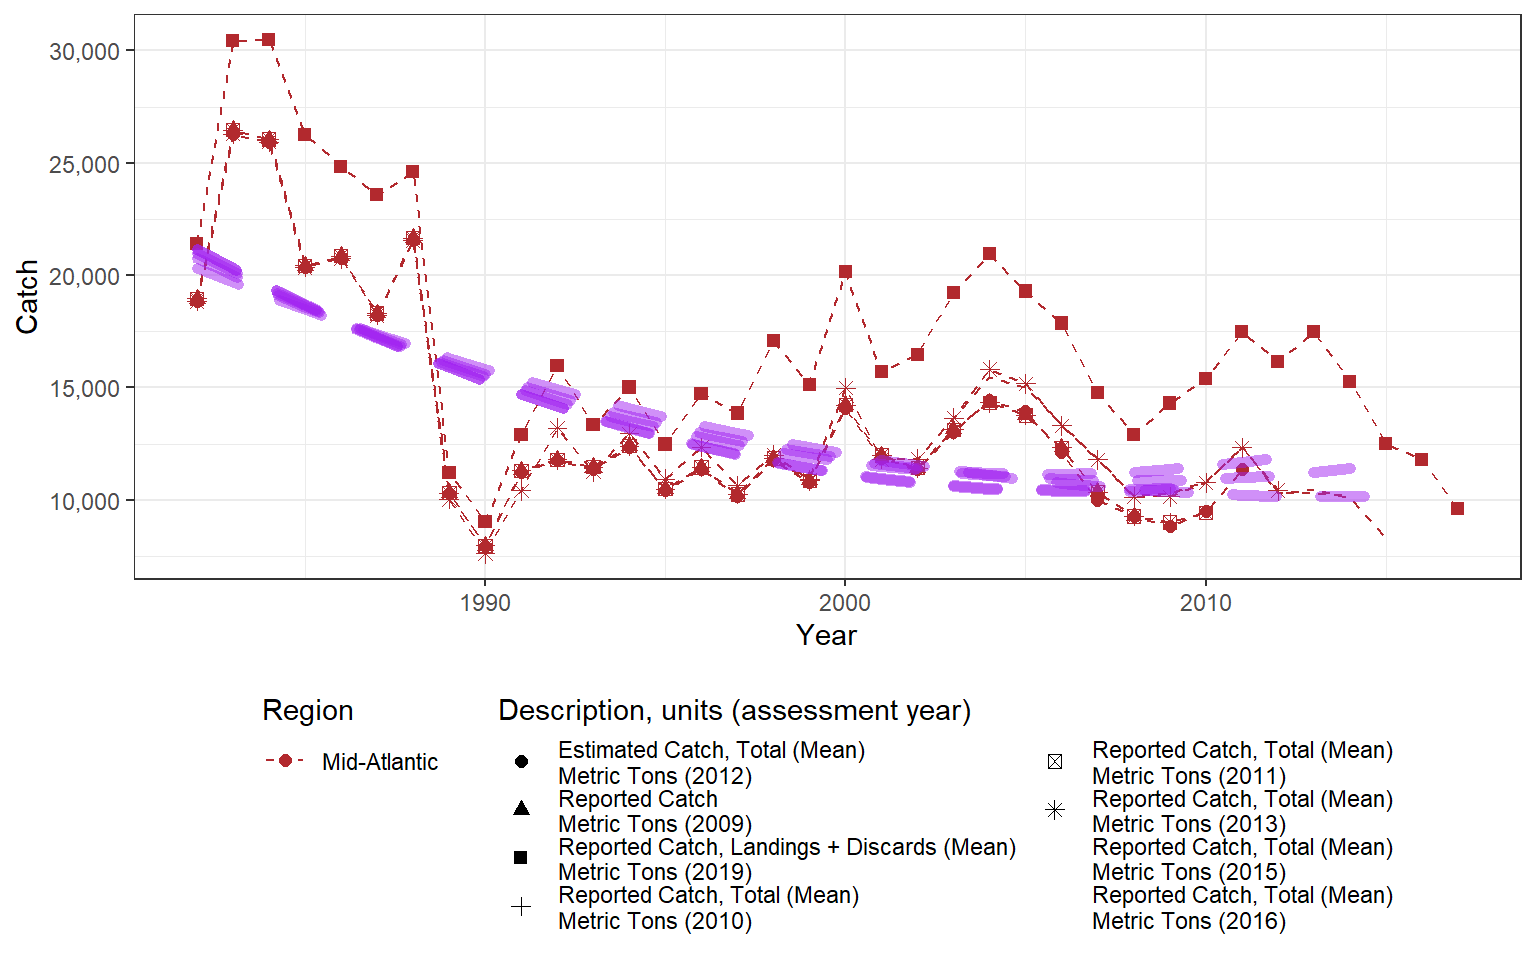 30,000
25,000
20,000
15,000
10,000
Catch
1990
2000
2010
Year
Region
Mid-Atlantic
Description, units (assessment year)
Estimated Catch, Total (Mean)
Metric Tons (2012)
Reported Catch
Metric Tons (2009)
Reported Catch, Landings + Discards (Mean)
Metric Tons (2019)
Reported Catch, Total (Mean)
Metric Tons (2010)
Reported Catch, Total (Mean)
Metric Tons (2011)
Reported Catch, Total (Mean)
Metric Tons (2013)
Reported Catch, Total (Mean)
Metric Tons (2015)
Reported Catch, Total (Mean)
Metric Tons (2016)